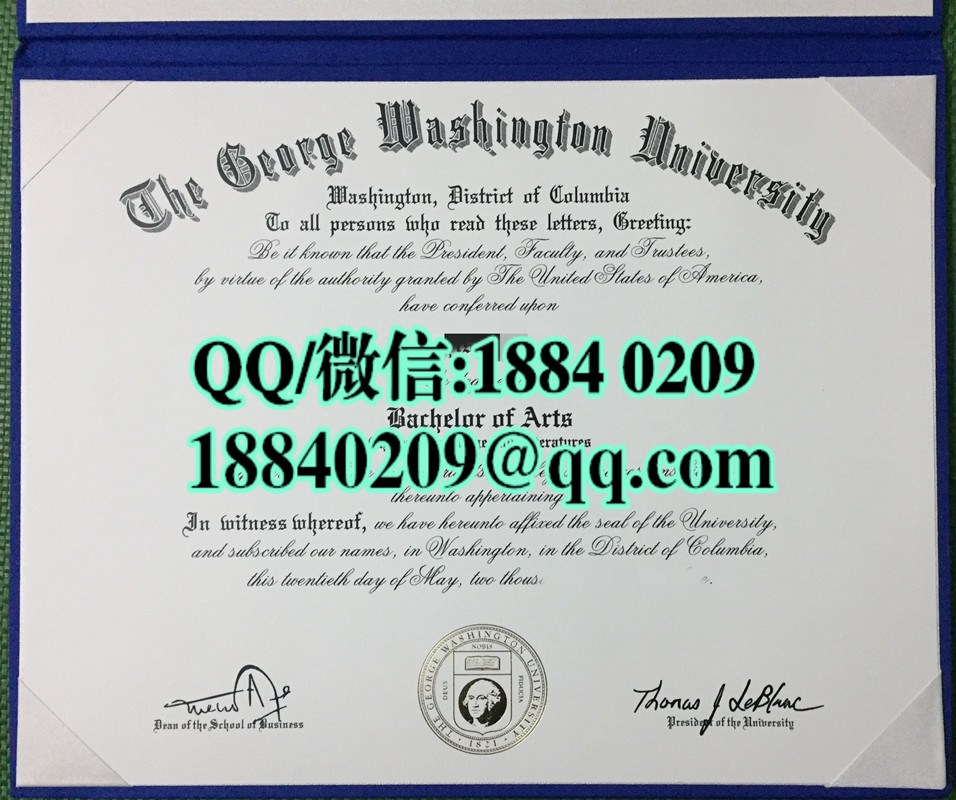 The George Washington University
Washington, District of Columbia
To all persons who read these letters, Greeting:
Be it known that the President, Faculty, and Trustees,
by virtue of the authority granted by The United States of America,
have conferred upon
QQ/微信:1884 0209
Bachelor of Arts
18840209@qq.com
thereunto appertaining
In witness whereof, we have hereunto affixed the seal of the University,
and subscribed our names, in Washington, in the District of Columbia,
this twentieth day of May, two
THE GEORGE WASHINGTON UNIVERSITY
NOBIS
DEUS FIDUCIA
1821
Thomas J LeBlanc
Dean of the School of Business
President of the University